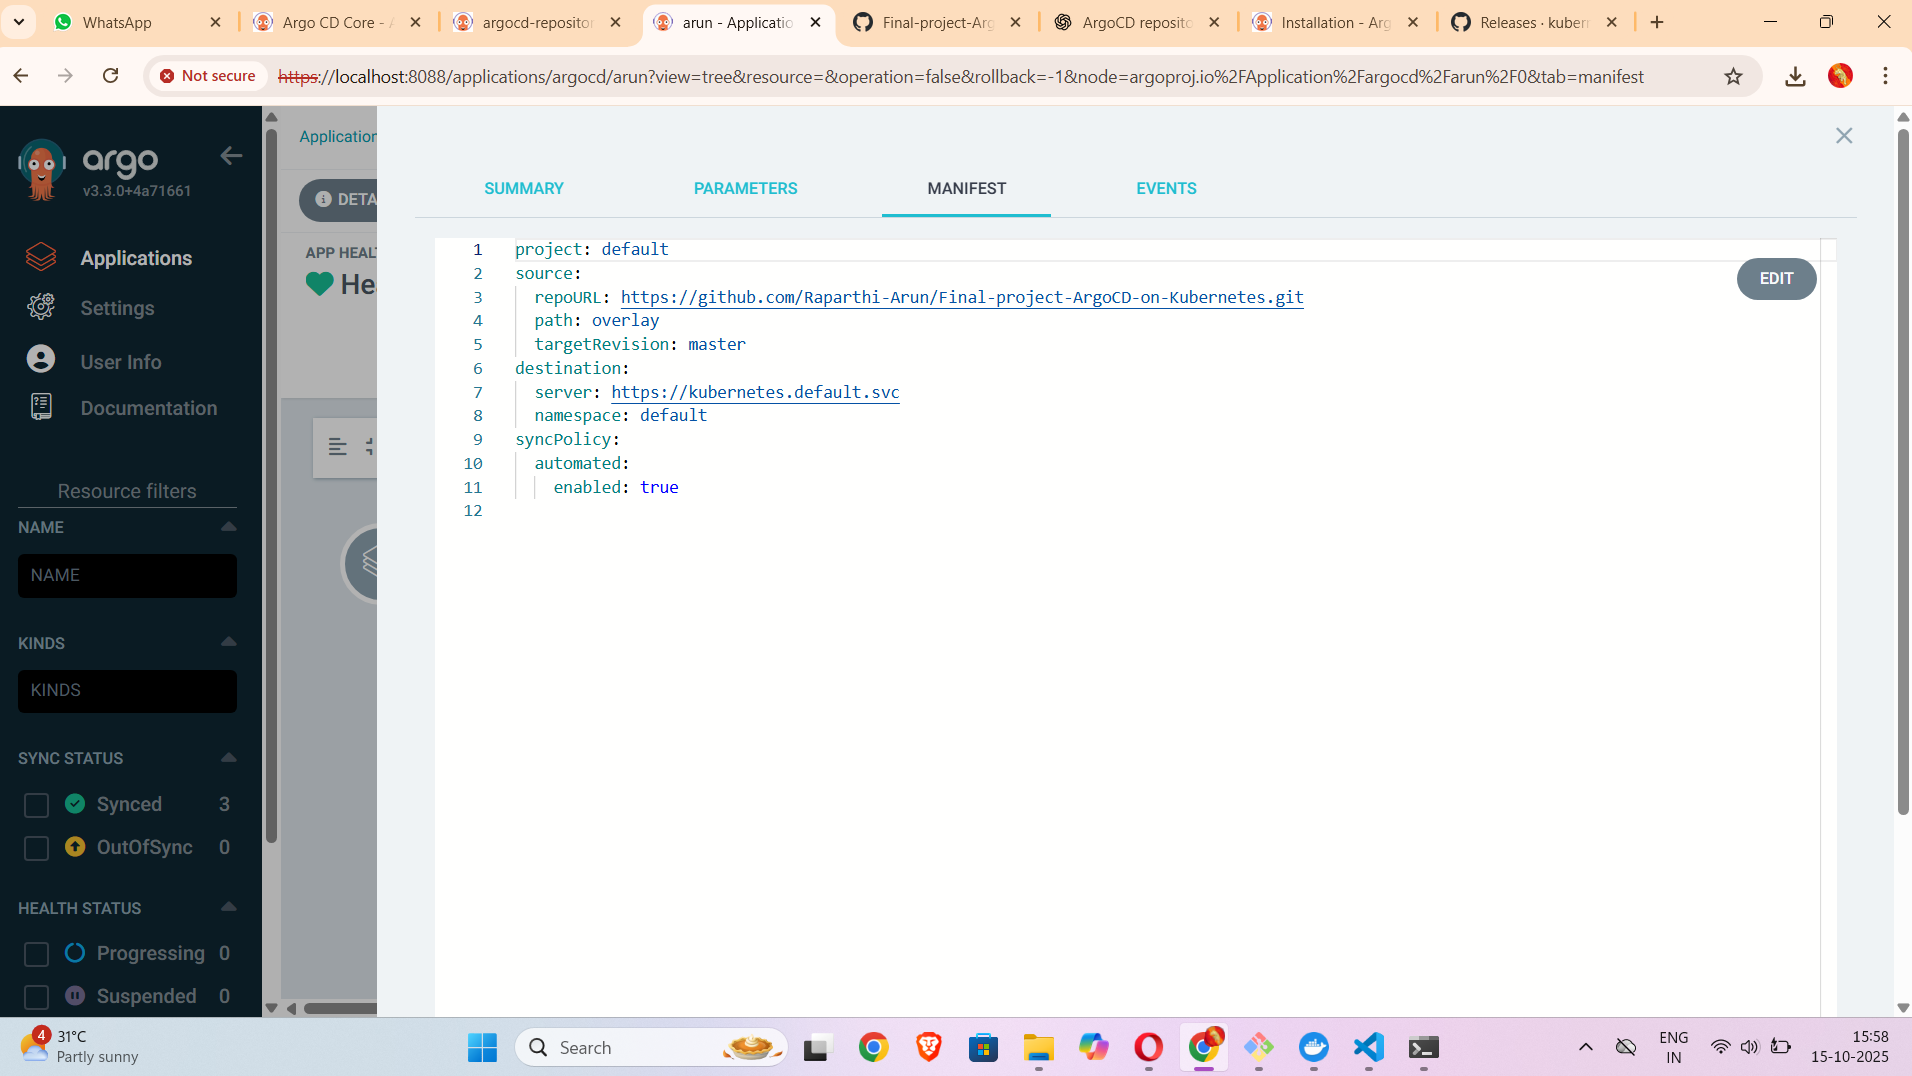 WhatsApp
Argo CD Core - A
argocd-repositor
arun - Applicatio
Final-project-Arg
ArgoCD reposito
Installation - Arg
Releases · kubern
Not secure
https://localhost:8088/applications/argocd/arun?view=tree&resource=&operation=false&rollback=-1&node=argoproj.io%2FApplication%2Fargocd%2Farun%2F0&tab=manifest
argo
v3.3.0+4a71661
Applications
Settings
User Info
Documentation
Resource filters
NAME
NAME
KINDS
KINDS
SYNC STATUS
Synced 3
OutOfSync 0
HEALTH STATUS
Progressing 0
Suspended 0
Application
DETA
APP HEAL
Hea
SUMMARY
PARAMETERS
MANIFEST
EVENTS
EDIT
1 project: default
2 source:
3 repoURL: https://github.com/Raparthi-Arun/Final-project-ArgoCD-on-Kubernetes.git
4 path: overlay
5 targetRevision: master
6 destination:
7 server: https://kubernetes.default.svc
8 namespace: default
9 syncPolicy:
10 automated:
11 enabled: true
12
4
31°C
Partly sunny
Search
ENG
IN
15:58
15-10-2025